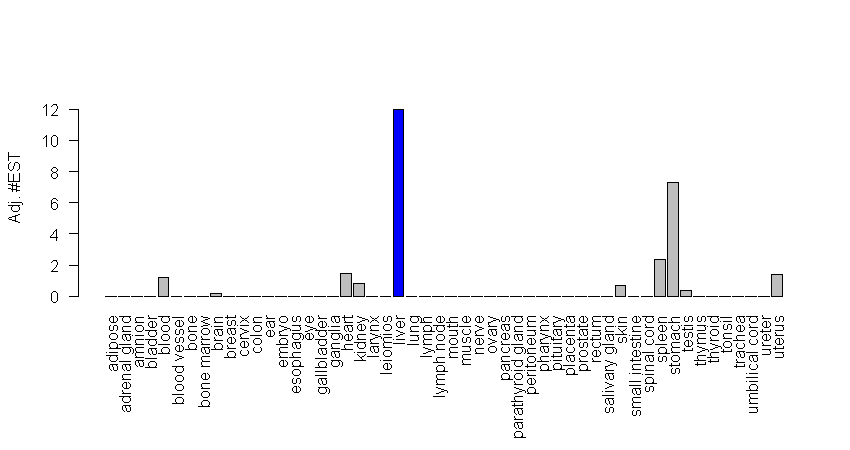 Adj. #EST
12
10
8
6
4
2
0
adipose
adrenal gland
amnion
bladder
blood
blood vessel
bone
bone marrow
brain
breast
cervix
colon
ear
embryo
esophagus
eye
gallbladder
ganglia
heart
kidney
larynx
leiomios
liver
lung
lymph
lymph node
mouth
muscle
nerve
ovary
pancreas
parathyroid gland
peritoneum
pharynx
pituitary
placenta
prostate
rectum
salivary gland
skin
small intestine
spinal cord
spleen
stomach
testis
thymus
thyroid
tonsil
trachea
umbilical cord
ureter
uterus